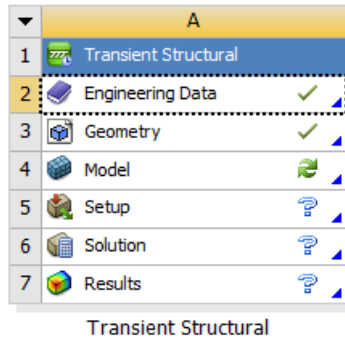 A
1 Transient Structural
2 Engineering Data
3 Geometry
4 Model
5 Setup
6 Solution
7 Results
Transient Structural